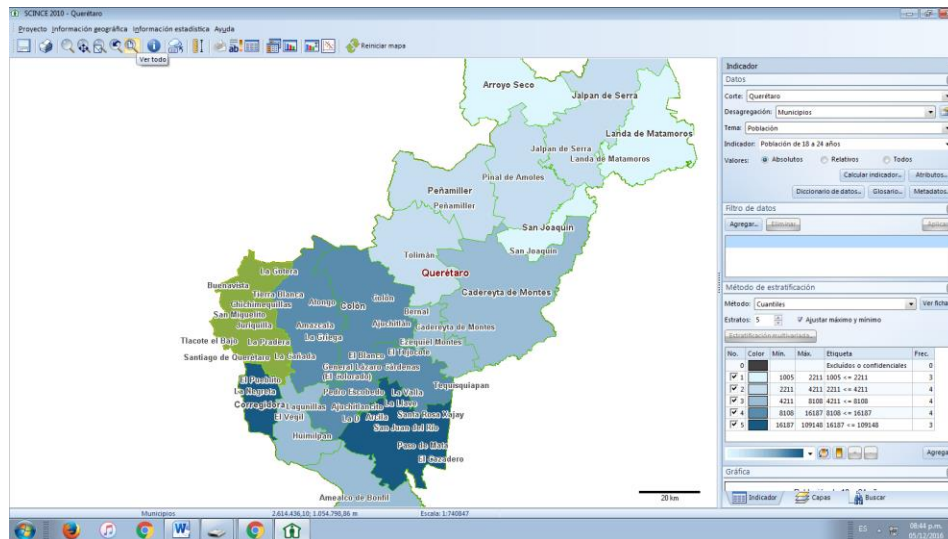 SCINCE 2010 - Querétaro
Proyecto Información geográfica Información estadística Ayuda
Reiniciar mapa
Ver todo
Arroyo Seco
Jalpan de Serra
Landa de Matamoros
Jalpan de Serra
Landa de Matamoros
Pinal de Amoles
Peñamiller
Peñamiller
San Joaquín
San Joaquín
Tolimán
Querétaro
La Gotera
Cadereyta de Montes
Buenavista
Tierra Blanca
Chichimequillas
Alongo
Colón
Colón
San Miguelito
Bernal
Juriquilla
Amazcala
Ajuchitlán
Cadereyta de Montes
Tlacote el Bajo
La Pradera
La Griega
Ezequiel Montes
Santiago de Querétaro
La Cañada
El Blanco
El Tejocote
General Lázaro Cárdenas
(El Colorado)
El Pueblito
La Negreta
Pedro Escobedo
La Valla
Tequisquiapan
Corregidora
Lagunillas
Ajuchitlancito
La Llave
El Vegil
La D
Arcila
Santa Rosa Xajay
San Juan del Río
Huimilpan
Paso de Mata
El Cazadero
Amealco de Bonfil
20 km
Indicador
Datos
Corte: Querétaro
Desagregación: Municipios
Tema: Población
Indicador: Población de 18 a 24 años
Valores: Absolutos Relativos Todos
Calcular indicador... Atributos...
Diccionario de datos... Glosario... Metadatos...
Filtro de datos
Agregar... Eliminar Aplicar
Método de estratificación
Método: Cuantiles Ver ficha
Estratos: 5 Ajustar máximo y mínimo
Estratificación multivariada...
No. Color Mín. Máx. Etiqueta Frec.
0 Excluidos o confidenciales 0
1 1005 2211 1005 <= 2211 3
2 2211 4211 2211 <= 4211 4
3 4211 8108 4211 <= 8108 3
4 8108 16187 8108 <= 16187 4
5 16187 109148 16187 <= 109148 4
Agrega
Gráfica
Indicador Capas Buscar
Municipios 2.614.436,10; 1.054.798,86 m Escala: 1:740847
ES 08:44 p.m.
05/12/2016